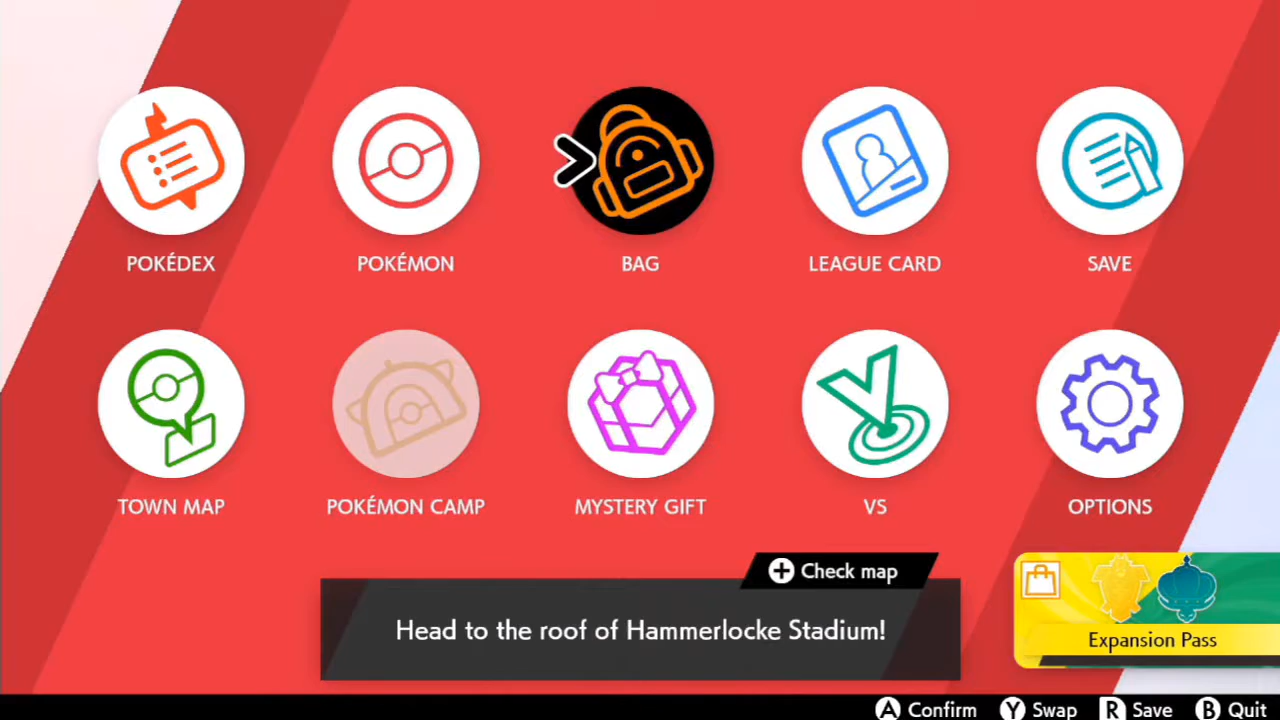 POKÉDEX
POKÉMON
BAG
LEAGUE CARD
SAVE
TOWN MAP
POKÉMON CAMP
MYSTERY GIFT
VS
OPTIONS
+ Check map
Head to the roof of Hammerlocke Stadium!
Expansion Pass
A Confirm Y Swap R Save B Quit